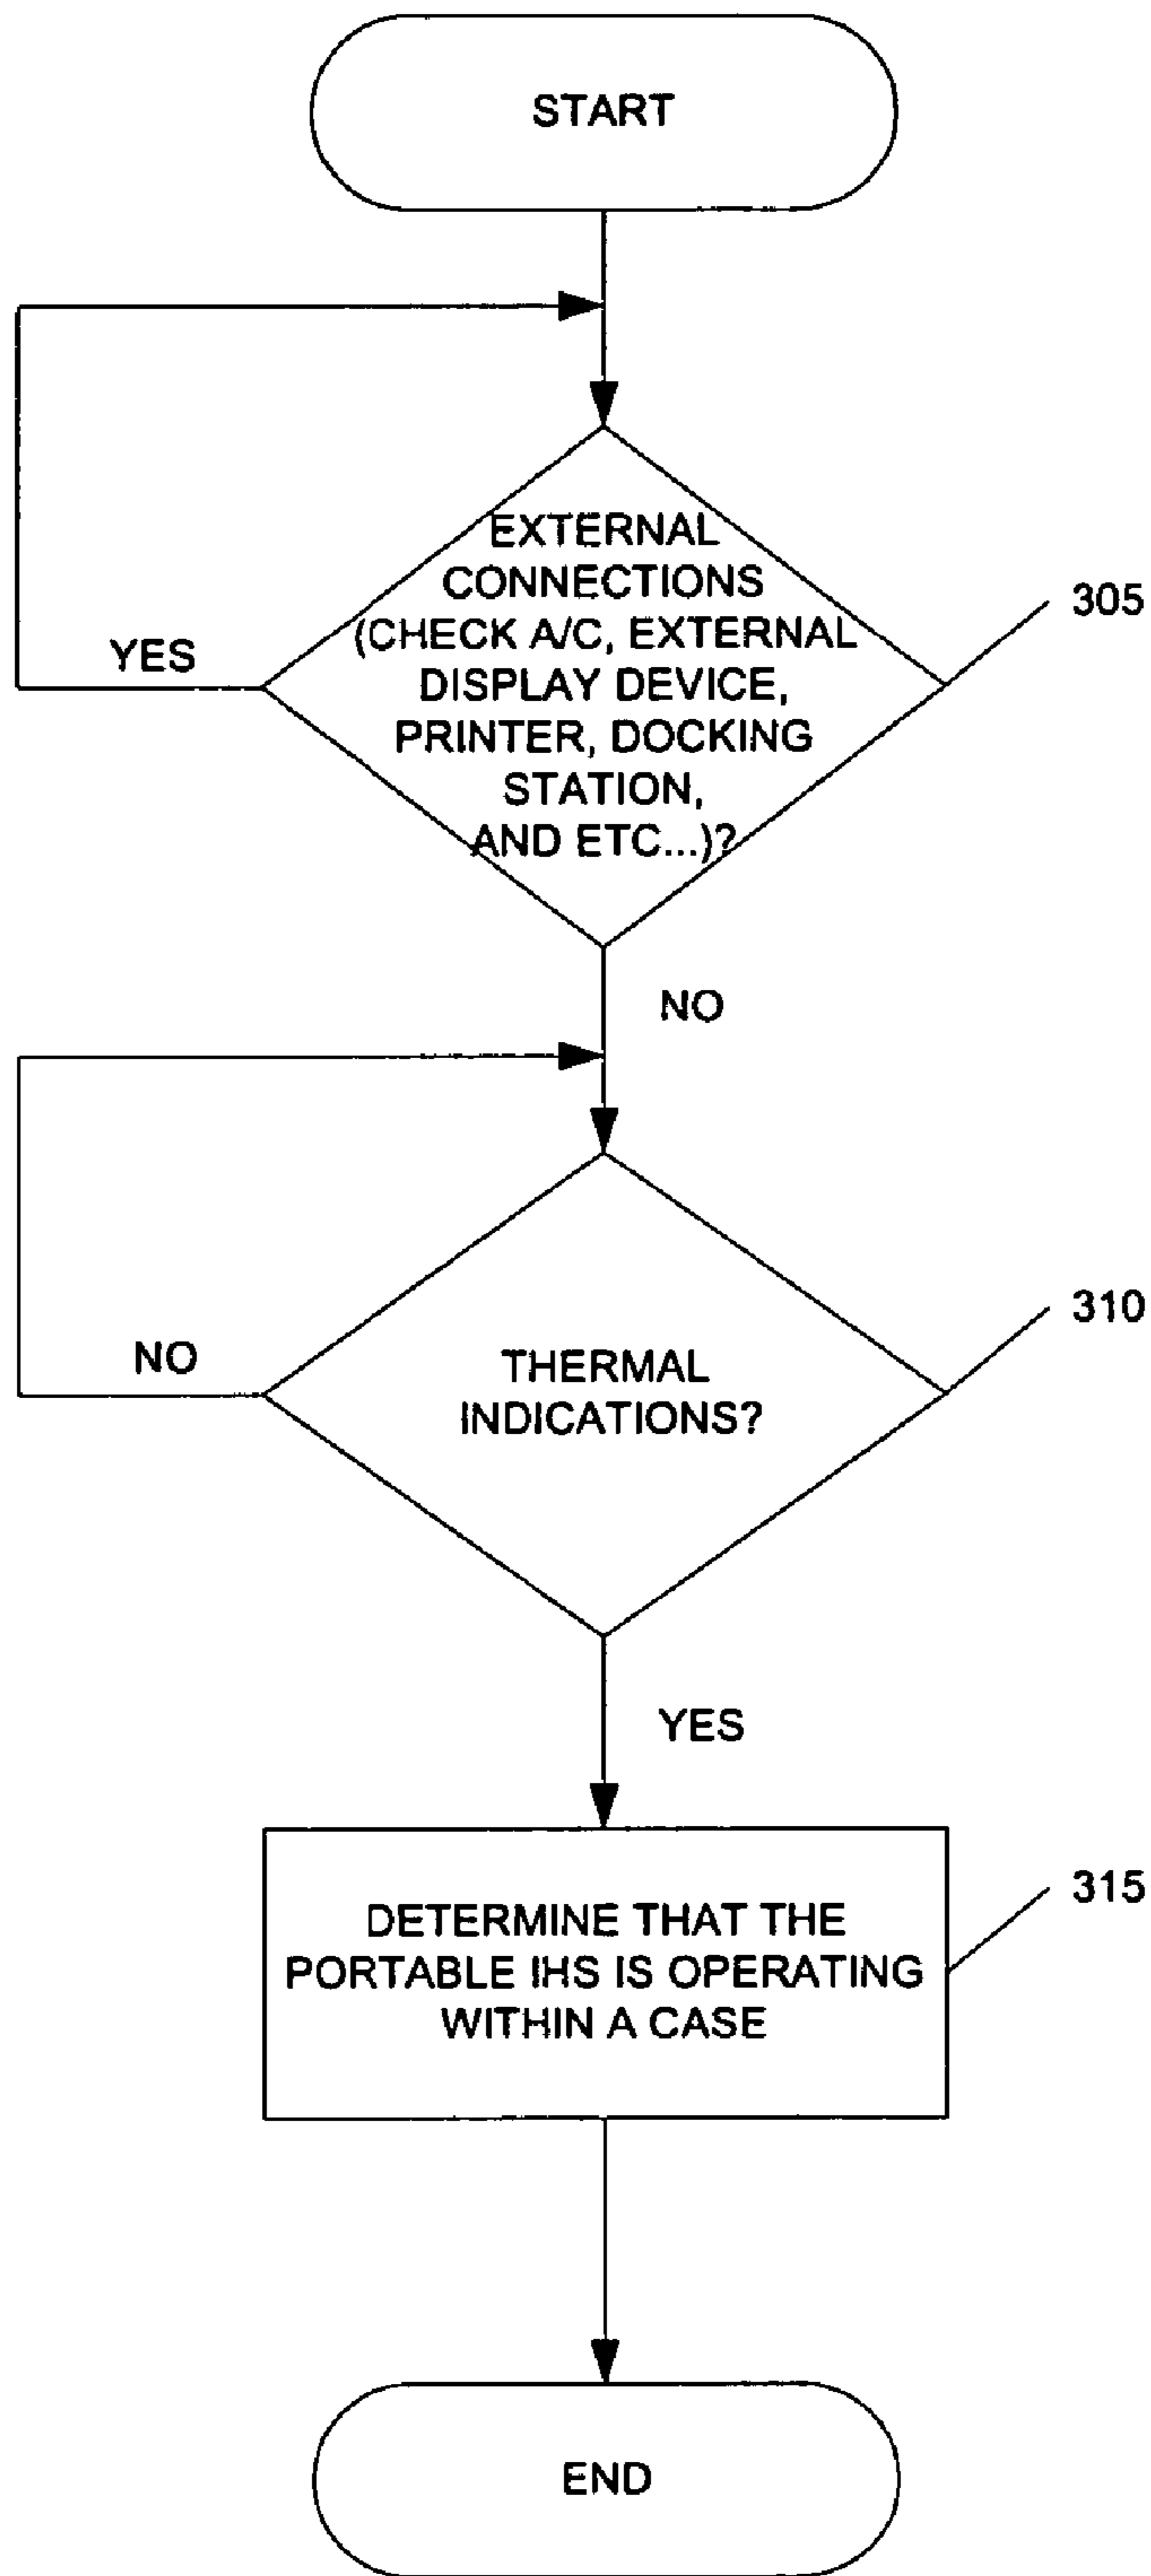 START
EXTERNAL
CONNECTIONS
(CHECK A/C, EXTERNAL
DISPLAY DEVICE,
PRINTER, DOCKING
STATION,
AND ETC...)?
305
YES
NO
THERMAL
INDICATIONS?
310
NO
YES
DETERMINE THAT THE
PORTABLE IHS IS OPERATING
WITHIN A CASE
315
END